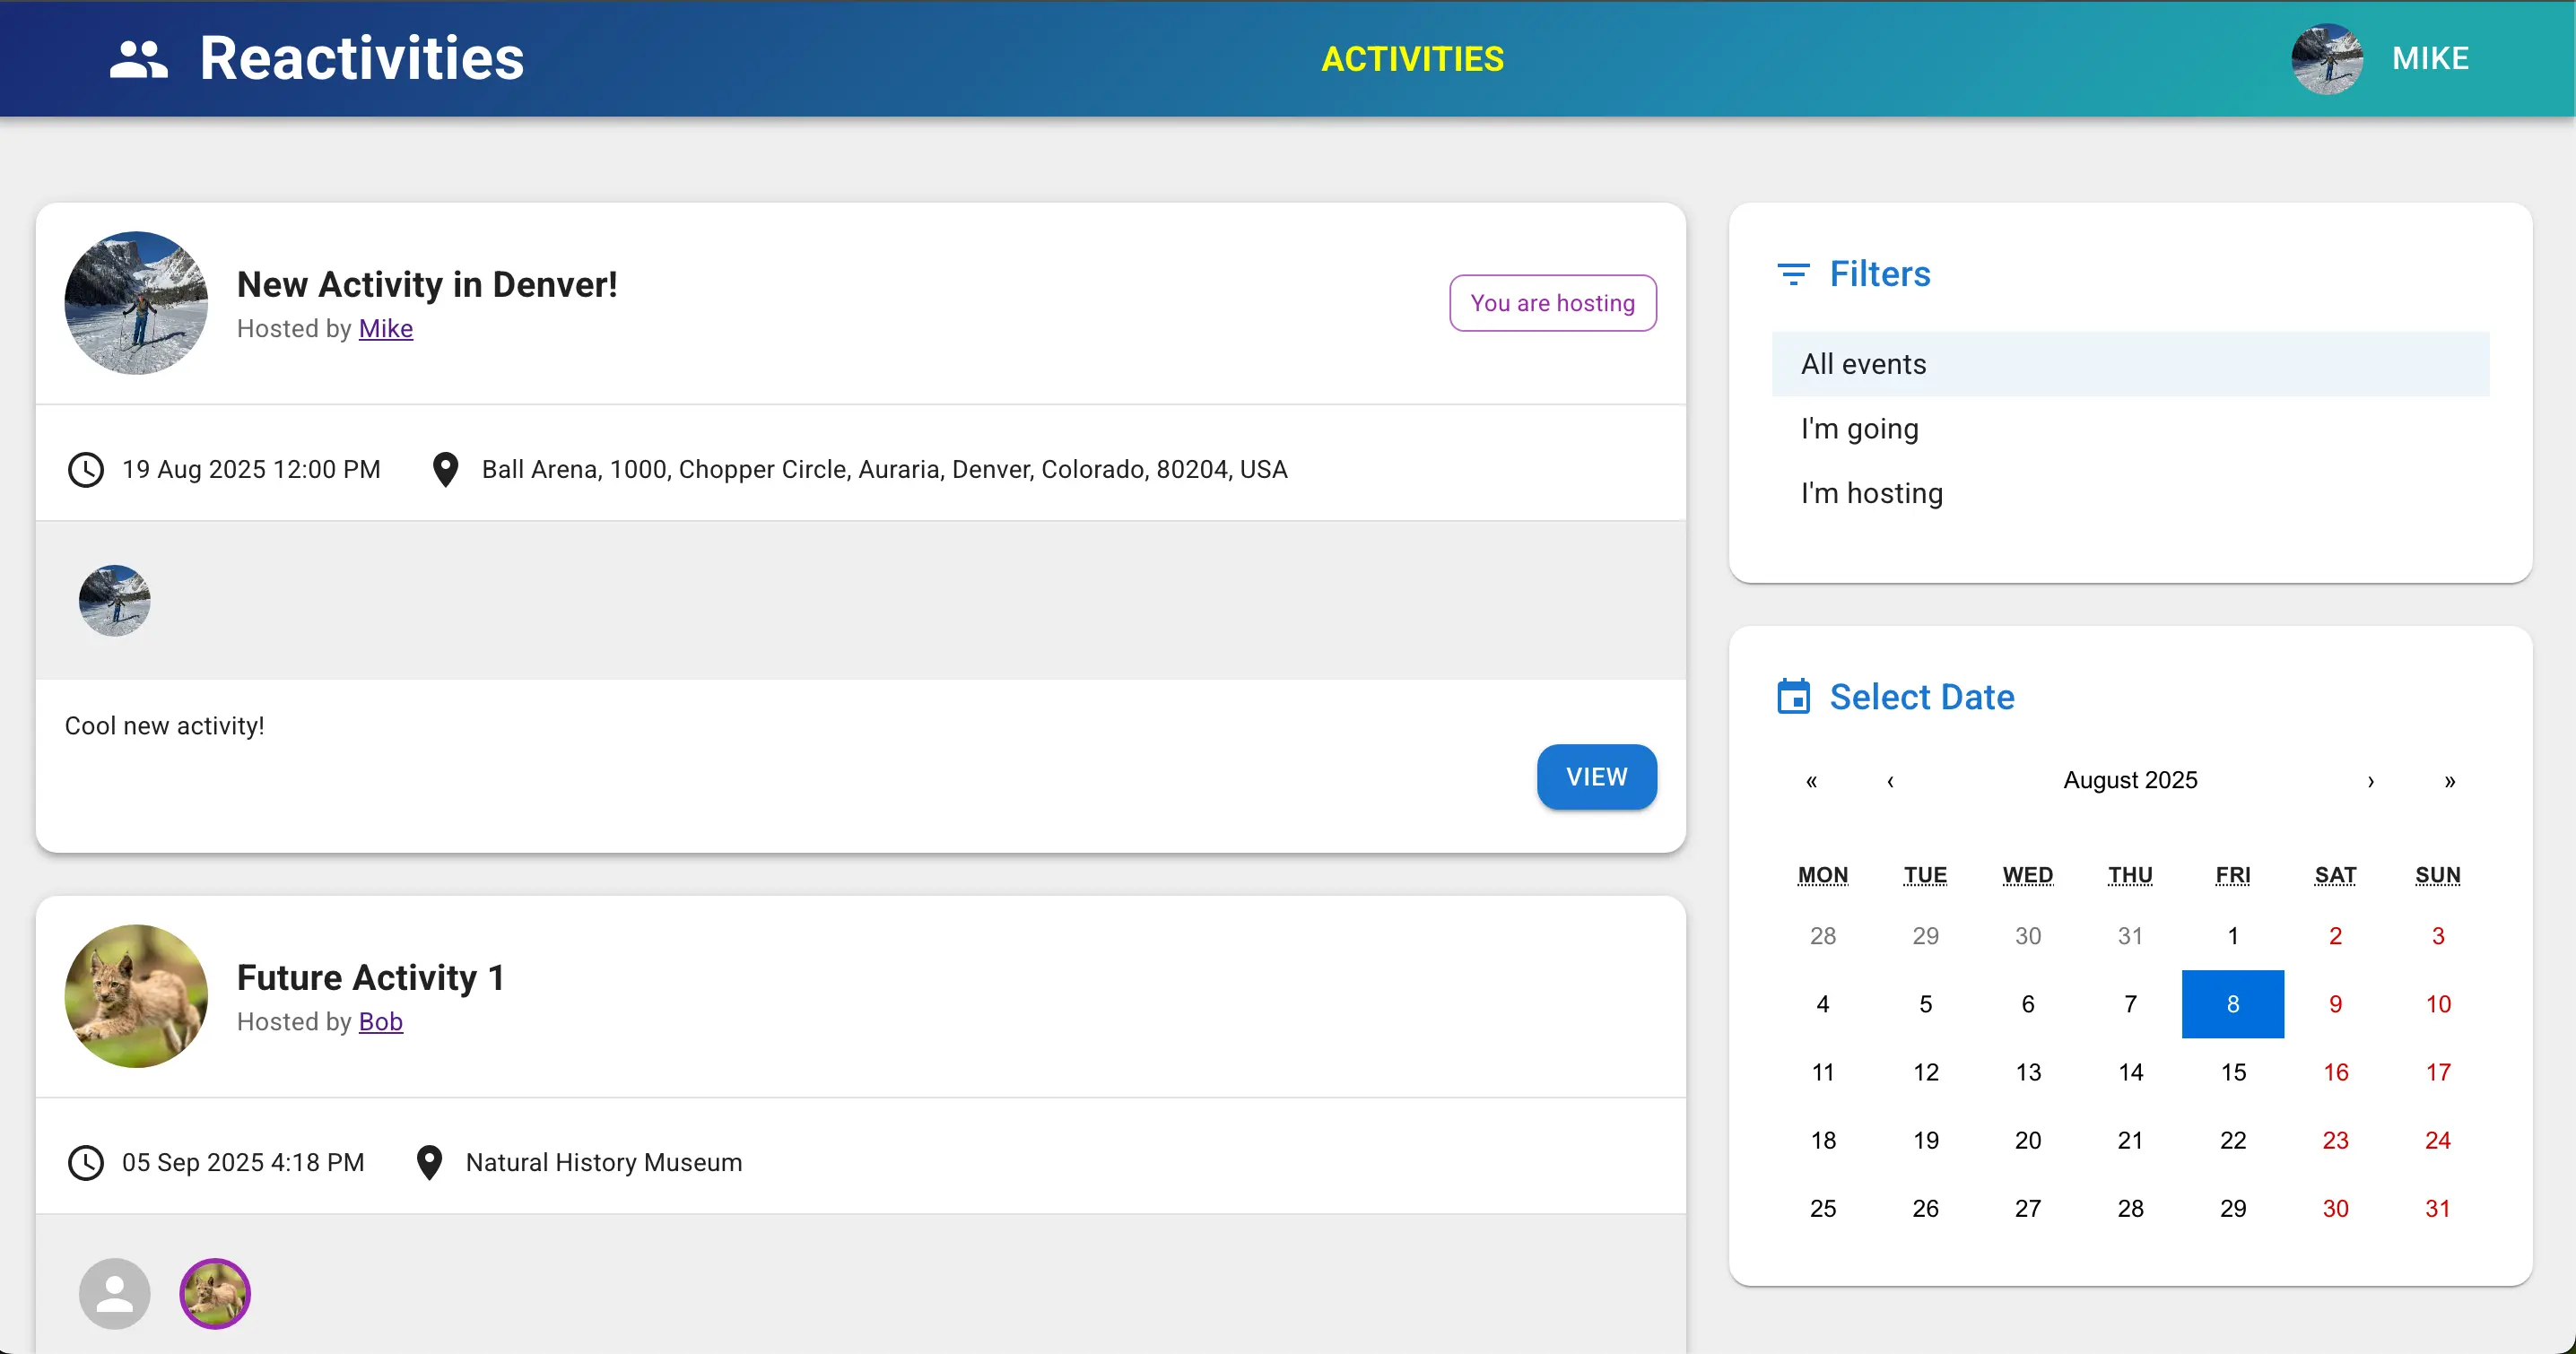 Reactivities
ACTIVITIES
MIKE
New Activity in Denver!
Hosted by Mike
You are hosting
19 Aug 2025 12:00 PM
Ball Arena, 1000, Chopper Circle, Auraria, Denver, Colorado, 80204, USA
Cool new activity!
VIEW
Future Activity 1
Hosted by Bob
05 Sep 2025 4:18 PM
Natural History Museum
Filters
All events
I'm going
I'm hosting
Select Date
« ‹ August 2025 › »
MON TUE WED THU FRI SAT SUN
28 29 30 31 1 2 3
4 5 6 7 8 9 10
11 12 13 14 15 16 17
18 19 20 21 22 23 24
25 26 27 28 29 30 31